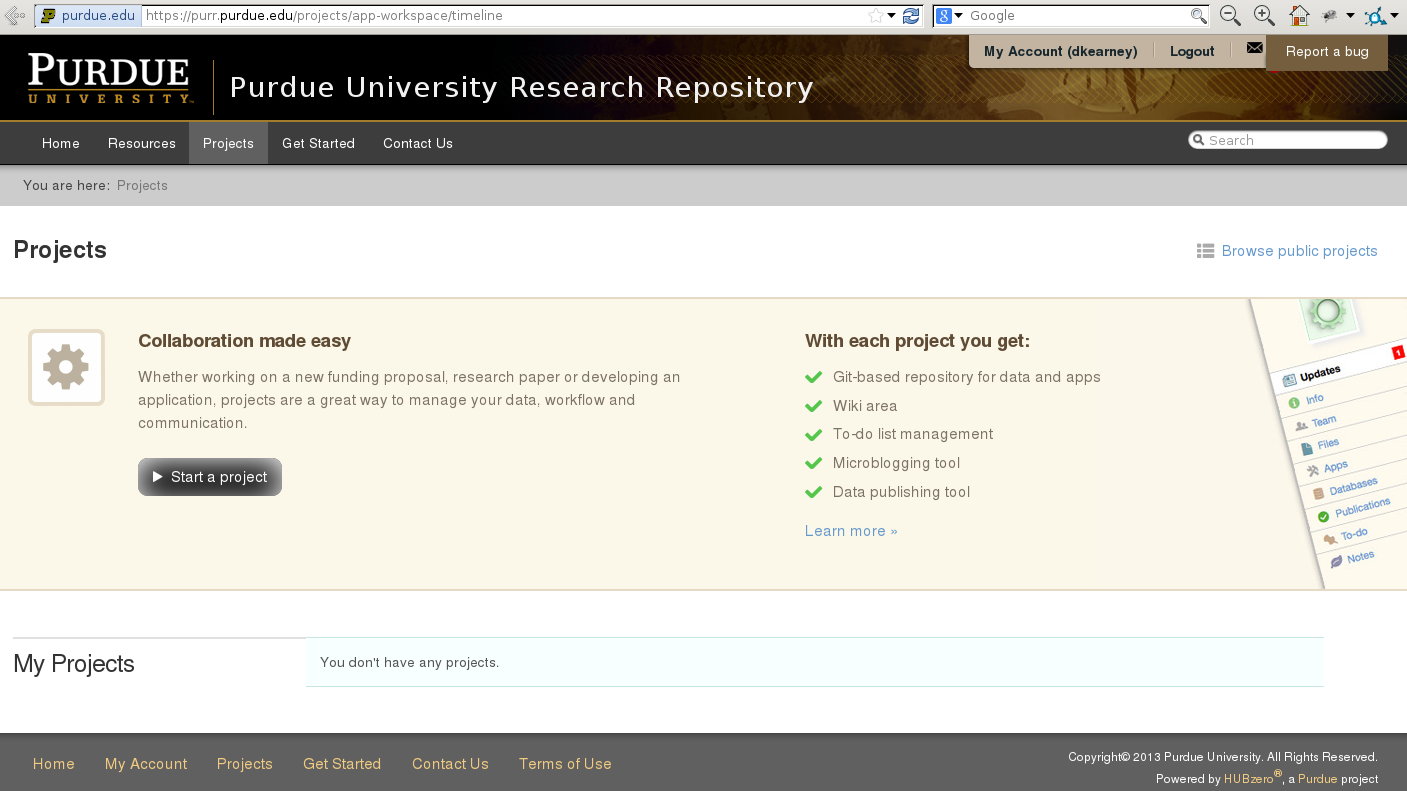 purdue.edu https://purr.purdue.edu/projects/app-workspace/timeline Google
My Account (dkearney) Logout Report a bug
PURDUE
UNIVERSITY
Purdue University Research Repository
Home Resources Projects Get Started Contact Us Search
You are here: Projects
Projects
Browse public projects
Collaboration made easy
Whether working on a new funding proposal, research paper or developing an
application, projects are a great way to manage your data, workflow and
communication.
Start a project
With each project you get:
Git-based repository for data and apps
Wiki area
To-do list management
Microblogging tool
Data publishing tool
Learn more »
1
Updates
Info
Team
Files
Apps
Databases
Publications
To-do
Notes
My Projects
You don't have any projects.
Home My Account Projects Get Started Contact Us Terms of Use
Copyright© 2013 Purdue University. All Rights Reserved.
Powered by HUBzero®, a Purdue project